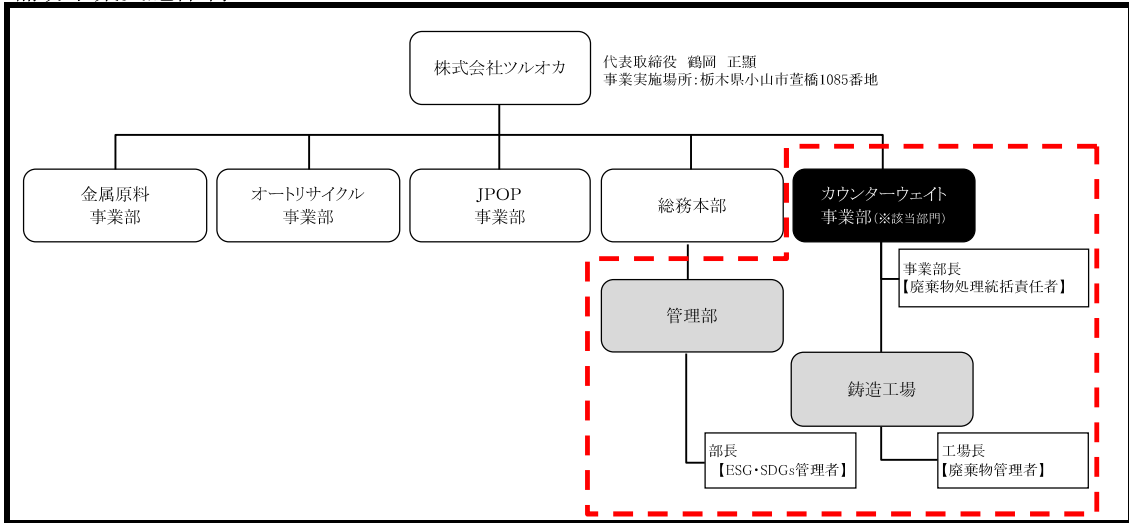 株式会社ツルオカ
代表取締役 鶴岡 正顯
事業実施場所:栃木県小山市萱橋1085番地
金属原料
事業部
オートリサイクル
事業部
JPOP
事業部
総務本部
カウンターウェイト
事業部(※該当部門)
事業部長
【廃棄物処理統括責任者】
管理部
鋳造工場
部長
【ESG・SDGs管理者】
工場長
【廃棄物管理者】